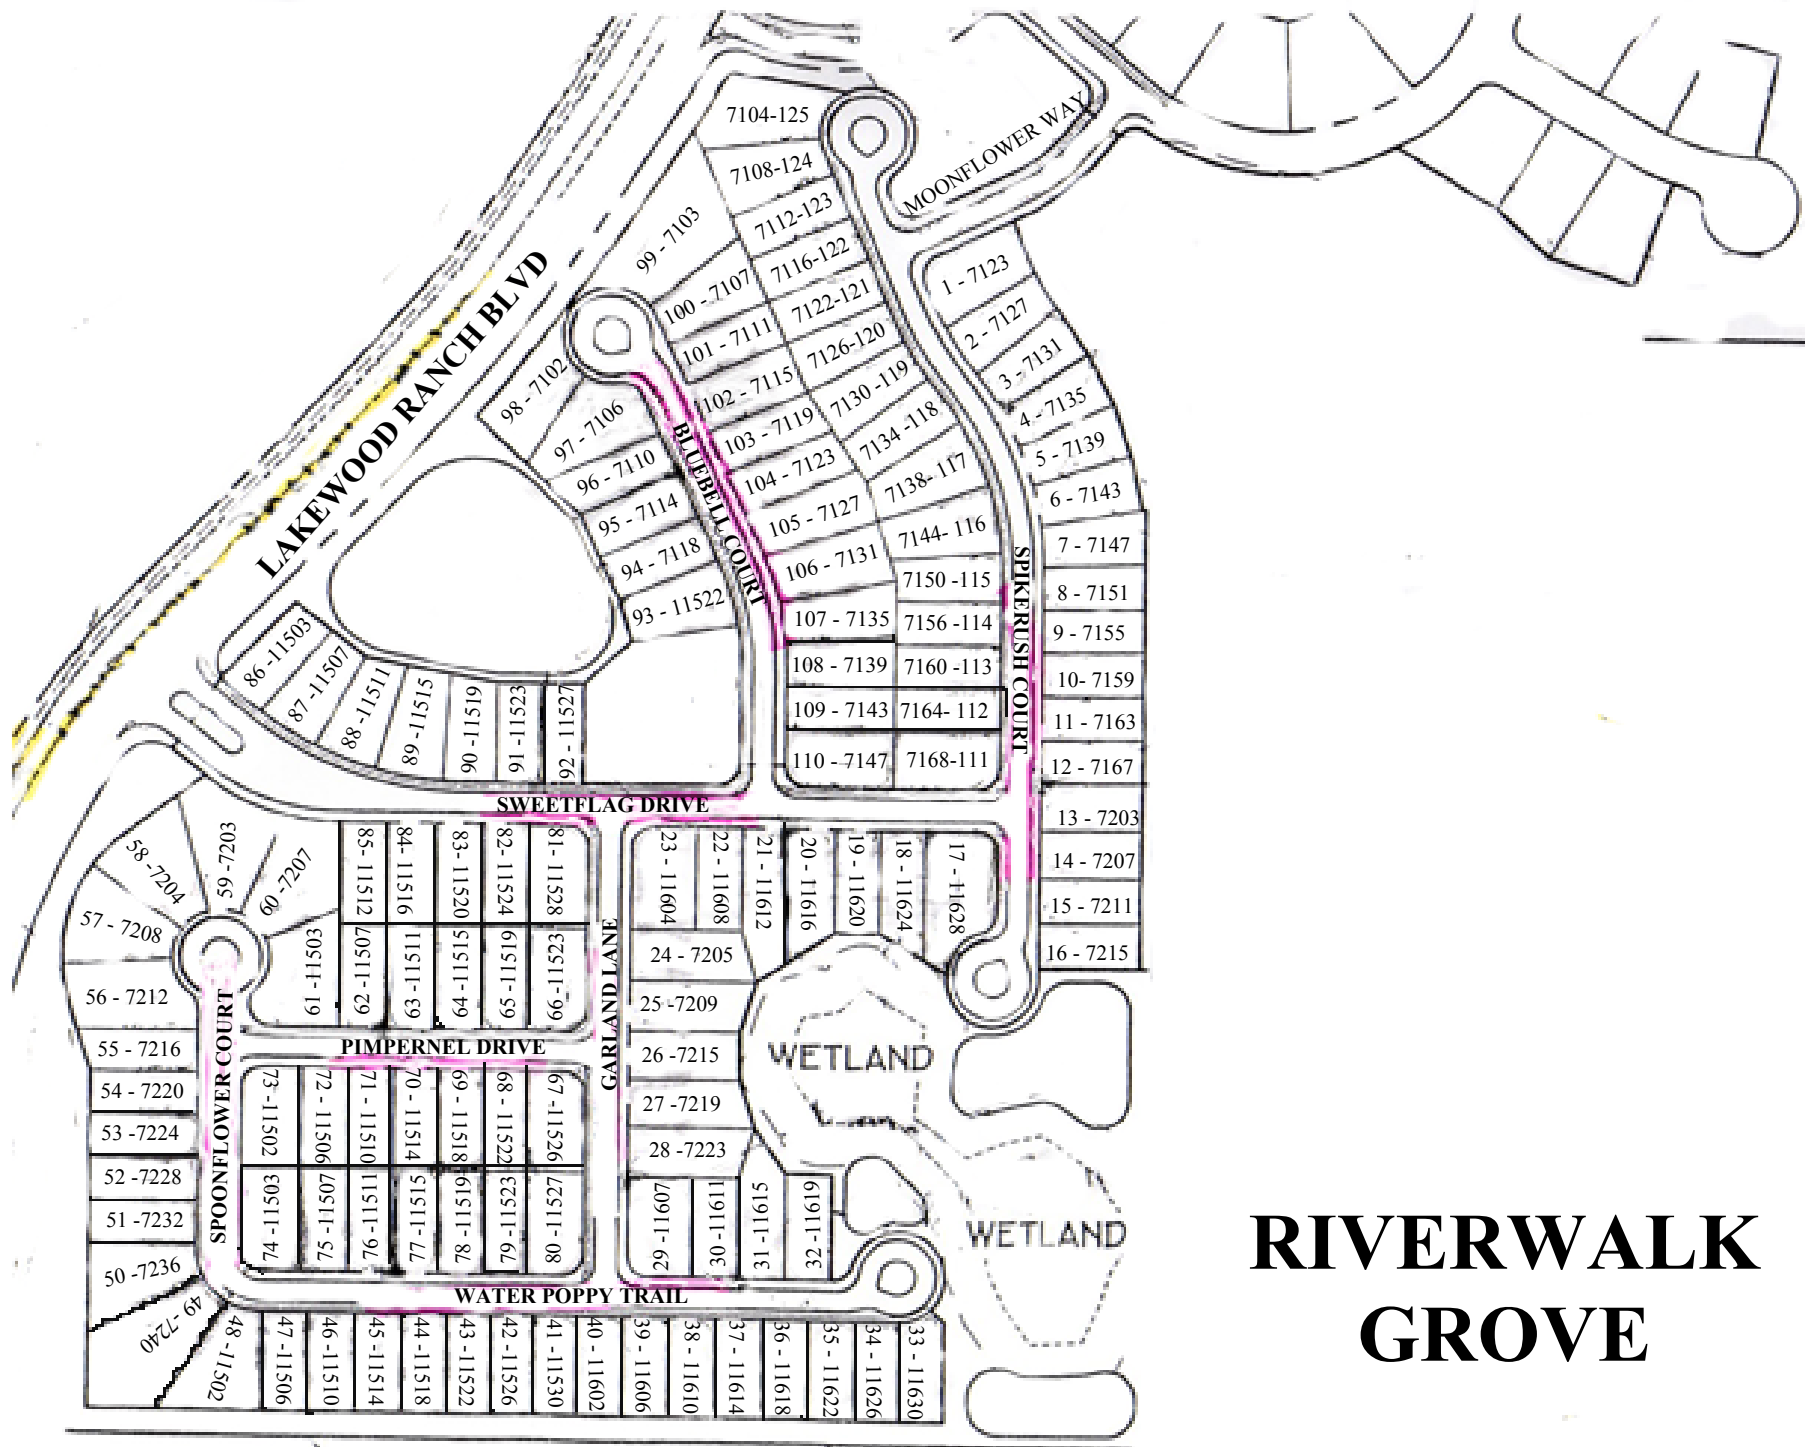 7104-125
7108-124
7112-123
7116-122
7122-121
7126-120
7130 -119
7134 -118
7138- 117
7144- 116
7150 -115
7156 -114
7160 -113
7164- 112
7168-111
MOONFLOWER WAY
LAKEWOOD RANCH BLVD
99 - 7103
100 - 7107
101 - 7111
102 - 7115
103 - 7119
104 - 7123
105 - 7127
106 - 7131
107 - 7135
108 - 7139
109 - 7143
110 - 7147
98 - 7102
97 - 7106
96 - 7110
95 - 7114
94 - 7118
93 - 11522
BLUEBELL COURT
1 - 7123
2 - 7127
3 - 7131
4 - 7135
5 - 7139
6 - 7143
7 - 7147
8 - 7151
9 - 7155
10- 7159
11 - 7163
12 - 7167
13 - 7203
14 - 7207
15 - 7211
16 - 7215
SPIKERUSH COURT
86 -11503
87 -11507
88 -11511
89 -11515
90 -11519
91 -11523
92 - 11527
SWEETFLAG DRIVE
58 - 7204
59 -7203
60 -7207
57 - 7208
85- 11512
84- 11516
83- 11520
82- 11524
81- 11528
23 - 11604
22 - 11608
21 - 11612
20 - 11616
19 - 11620
18 - 11624
17 - 11628
61 -11503
62 -11507
63 -11511
64 -11515
65 -11519
66 -11523
GARLAND LANE
24 - 7205
25 -7209
26 -7215
27 -7219
28 -7223
56 - 7212
55 - 7216
54 - 7220
53 - 7224
52 -7228
51 -7232
50 -7236
49 -7240
SPOONFLOWER COURT
PIMPERNEL DRIVE
WETLAND
73 -11502
72 - 11506
71 - 11510
70 - 11514
69 - 11518
68 - 11522
67 -11526
74 -11503
75 -11507
76 -11511
77 -11515
78 -11519
79 -11523
80 -11527
29 -11607
30 -11611
31 -11615
32 -11619
WETLAND
WATER POPPY TRAIL
48 - 11502
47 -11506
46 -11510
45 -11514
44 -11518
43 -11522
42 -11526
41 - 11530
40 - 11602
39 - 11606
38 - 11610
37 - 11614
36 - 11618
35 - 11622
34 - 11626
33 - 11630
RIVERWALK
GROVE